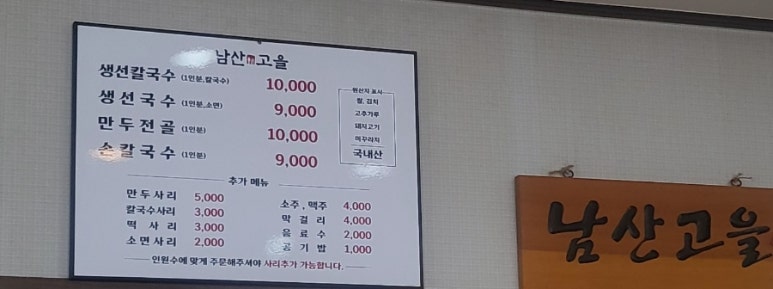 남산고을
생선칼국수 (1인분,칼국수) 10,000
생선국수 (1인분,소면) 9,000
만두전골 (1인분) 10,000
손칼국수 (1인분) 9,000
원산지 표시
쌀, 김치
고추가루
돼지고기
미꾸라지
국내산
추가 메뉴
만두사리 5,000
칼국수사리 3,000
떡사리 3,000
소면사리 2,000
소주, 맥주 4,000
막걸리 4,000
음료수 2,000
공기밥 1,000
인원수에 맞게 주문해주셔야 사리추가 가능합니다.
남산고을